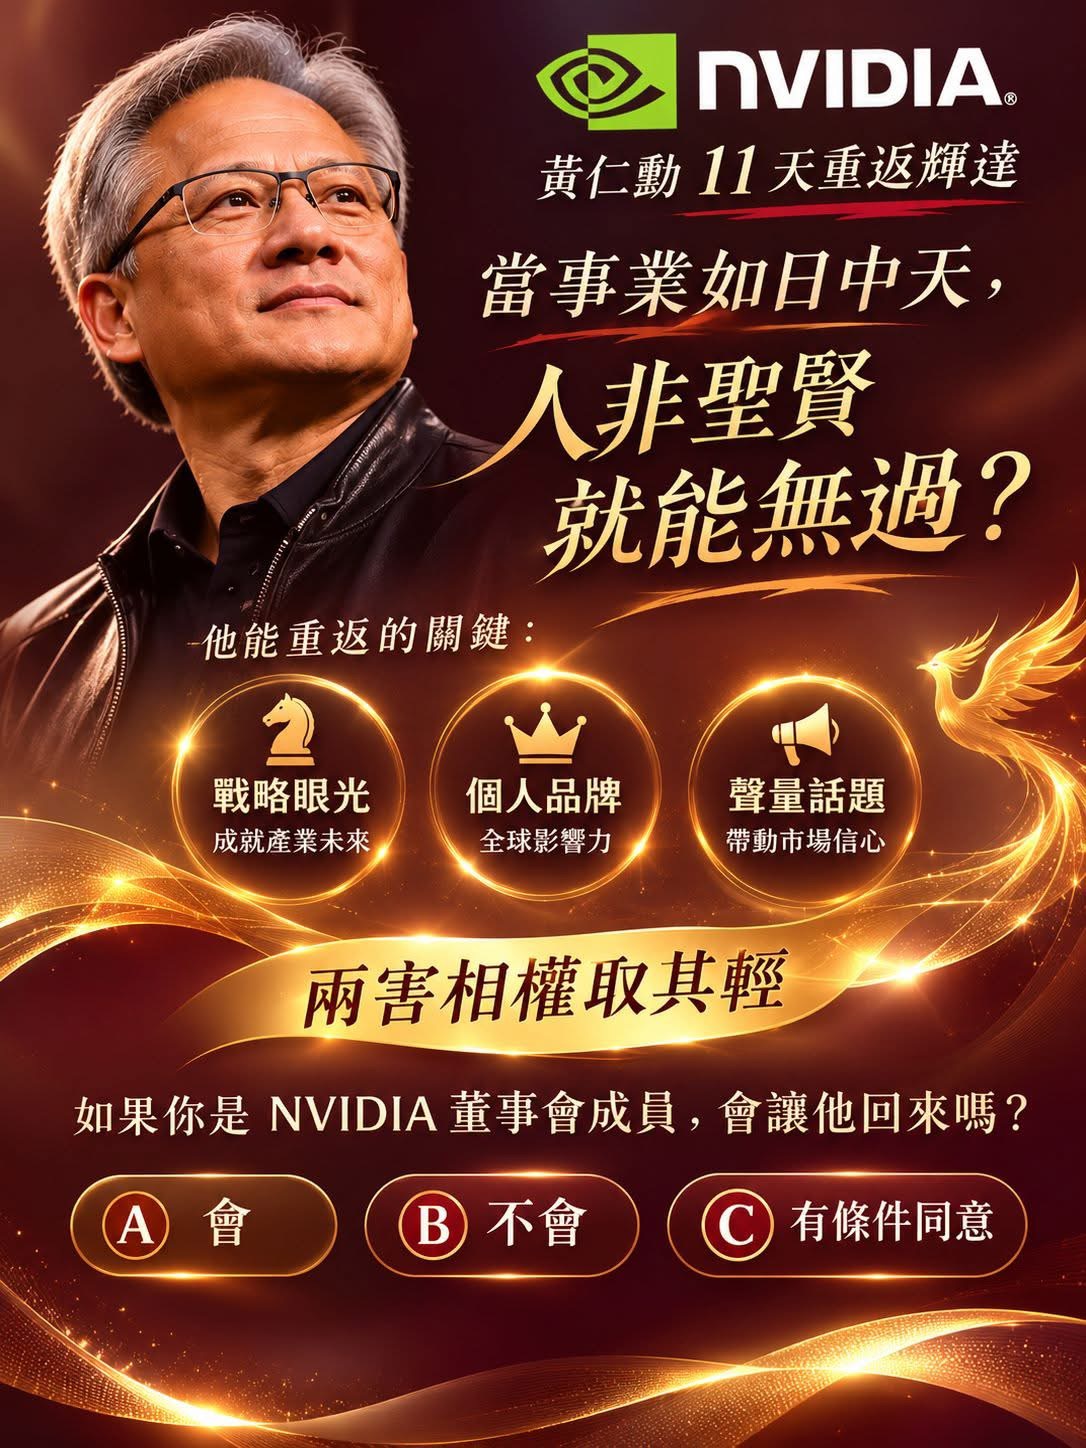 NVIDIA®
黃仁勳 11 天重返輝達
當事業如日中天，
人非聖賢
就能無過？
他能重返的關鍵：
戰略眼光
成就產業未來
個人品牌
全球影響力
聲量話題
帶動市場信心
兩害相權取其輕
如果你是 NVIDIA 董事會成員，會讓他回來嗎？
A 會
B 不會
C 有條件同意